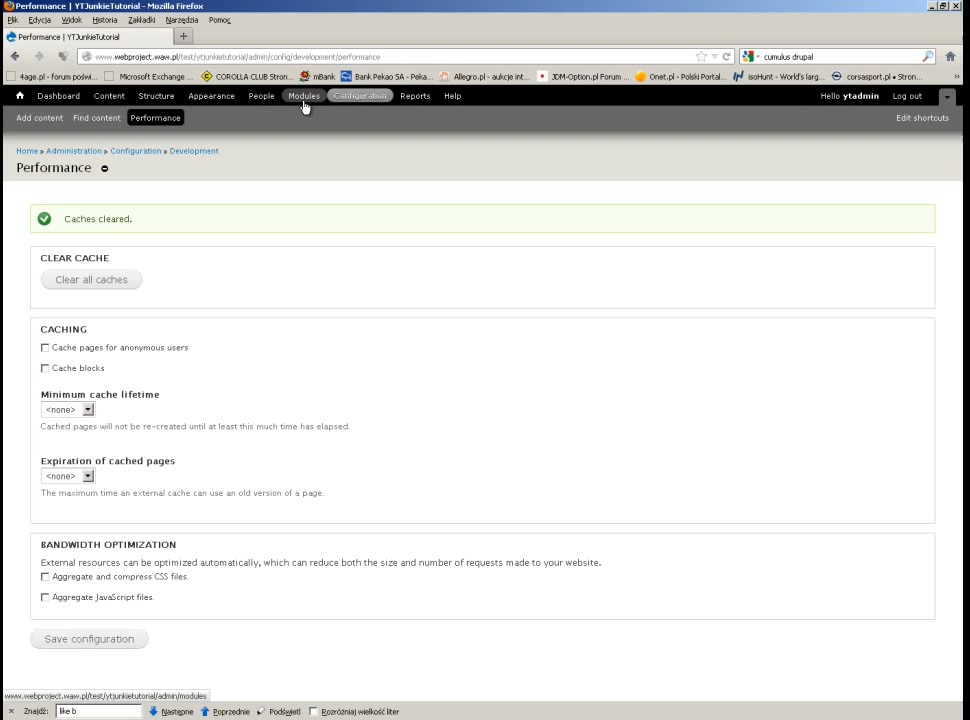 Performance | YTJunkieTutorial - Mozilla Firefox
Plik Edycja Widok Historia Zakładki Narzędzia Pomoc
Performance | YTJunkieTutorial +
www.webproject.waw.pl/test/ytjunkietutorial/admin/config/development/performance cumulus drupal
4age.pl - forum poświ... Microsoft Exchange ... COROLLA CLUB Stron... mBank Bank Pekao SA - Peka... Allegro.pl - aukcje int... JDM-Option.pl Forum ... Onet.pl - Polski Portal... isoHunt - World's larg... corsasport.pl • Stron... »
Dashboard Content Structure Appearance People Modules Configuration Reports Help Hello ytadmin Log out
Add content Find content Performance Edit shortcuts
Home » Administration » Configuration » Development
Performance
Caches cleared.
CLEAR CACHE
Clear all caches
CACHING
Cache pages for anonymous users
Cache blocks
Minimum cache lifetime
<none>
Cached pages will not be re-created until at least this much time has elapsed.
Expiration of cached pages
<none>
The maximum time an external cache can use an old version of a page.
BANDWIDTH OPTIMIZATION
External resources can be optimized automatically, which can reduce both the size and number of requests made to your website.
Aggregate and compress CSS files.
Aggregate JavaScript files.
Save configuration
www.webproject.waw.pl/test/ytjunkietutorial/admin/modules
× Znajdź: like b Następne Poprzednie Podświetl Rozróżniaj wielkość liter